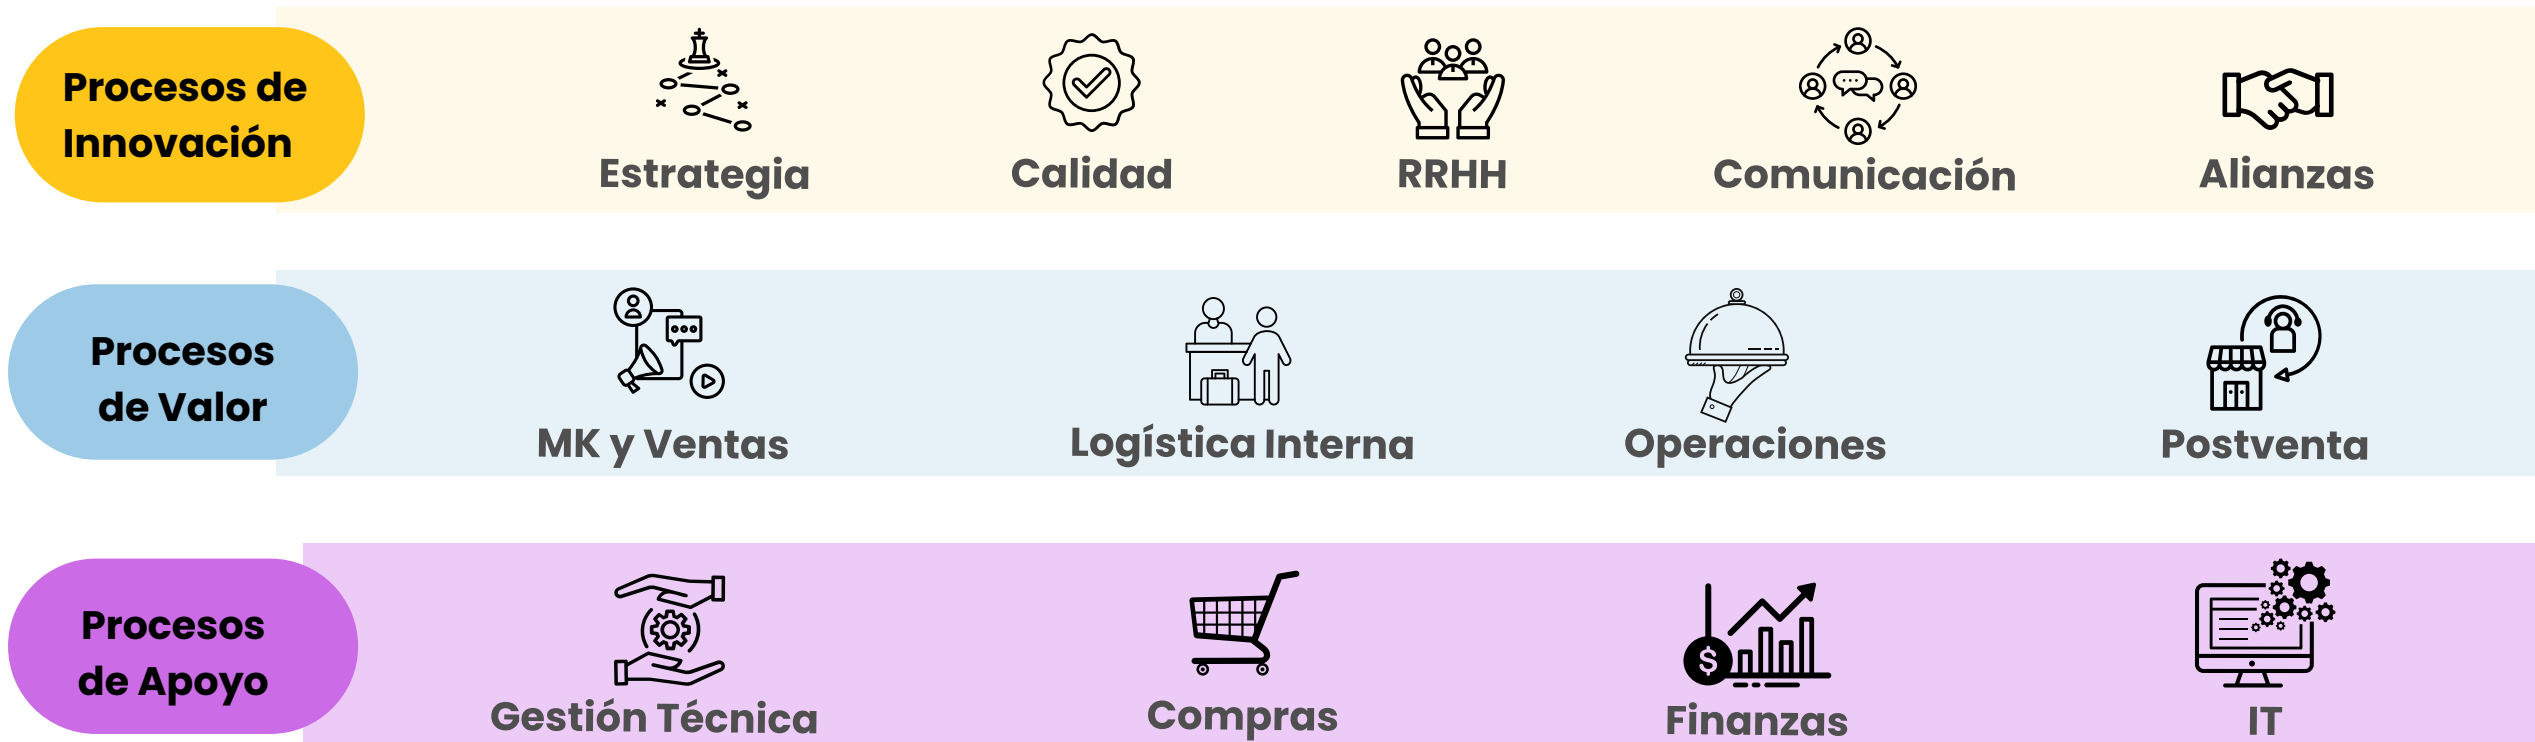 Procesos de
Innovación
Estrategia
Calidad
RRHH
Comunicación
Alianzas
Procesos
de Valor
MK y Ventas
Logística Interna
Operaciones
Postventa
Procesos
de Apoyo
$
Gestión Técnica
Compras
Finanzas
IT